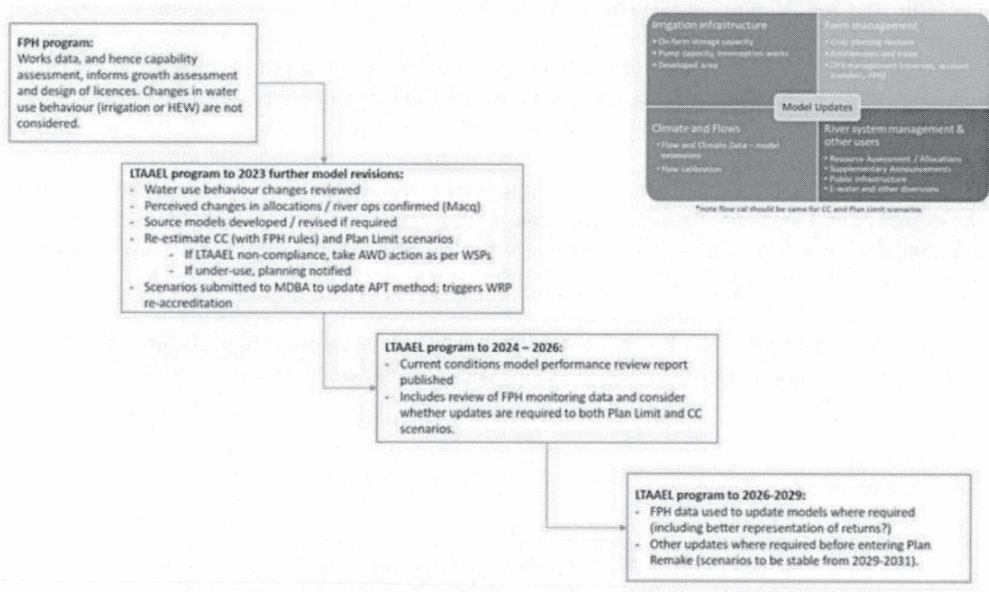 FPH program:
Works data, and hence capability
assessment, informs growth assessment
and design of licences. Changes in water
use behaviour (irrigation or HEW) are not
considered.
LTAAEL program to 2023 further model revisions:
- Water use behaviour changes reviewed
- Perceived changes in allocations / river ops confirmed (Macq)
- Source models developed / revised if required
- Re-estimate CC (with FPH rules) and Plan Limit scenarios
- If LTAAEL non-compliance, take AWD action as per WSPs
- If under-use, planning notified
- Scenarios submitted to MDBA to update APT method; triggers WRP
re-accreditation
LTAAEL program to 2024 – 2026:
- Current conditions model performance review report
published
- Includes review of FPH monitoring data and consider
whether updates are required to both Plan Limit and CC
scenarios.
LTAAEL program to 2026-2029:
- FPH data used to update models where required
(including better representation of returns?)
- Other updates where required before entering Plan
Remake (scenarios to be stable from 2029-2031).
Irrigation infrastructure
• On-farm storage capacity
• Developed area
Farm management
• Crop planting decision
Model Updates
Climate and Flows
• Flow and Climate Data – model
extension
• Flow calibration
River system management &
other users
• Resource Assessment / Allocations
• Supplementary Announcements
• Public infrastructure
• E-water and other diversions
*note flow cal should be same for CC and Plan Limit scenarios